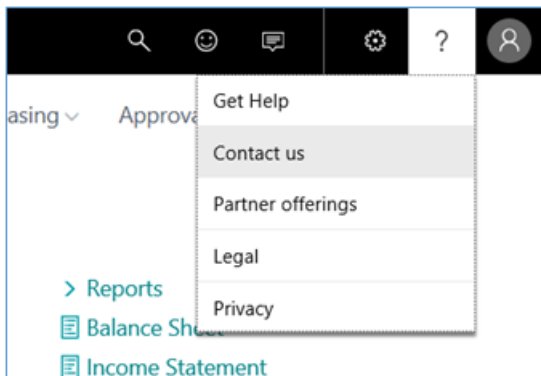 ?
asing
Approva
Get Help
Contact us
Partner offerings
Legal
Privacy
Reports
Balance Sheet
Income Statement